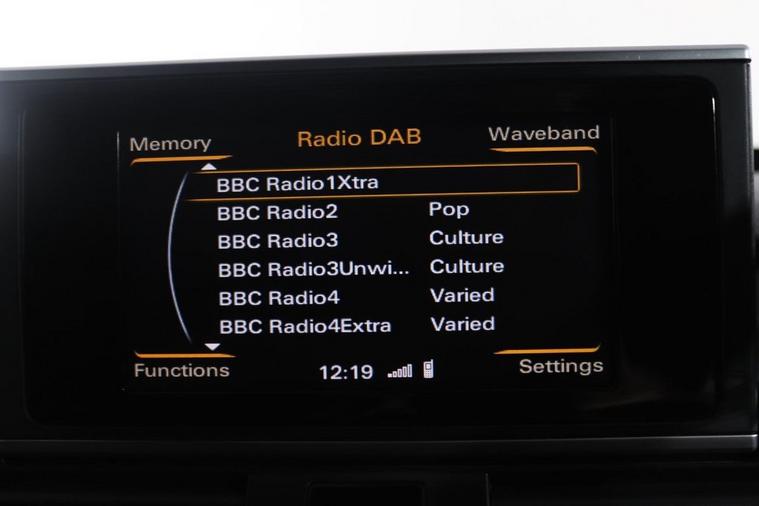 Memory Radio DAB Waveband
BBC Radio1Xtra
BBC Radio2 Pop
BBC Radio3 Culture
BBC Radio3Unwi... Culture
BBC Radio4 Varied
BBC Radio4Extra Varied
Functions 12:19 Settings